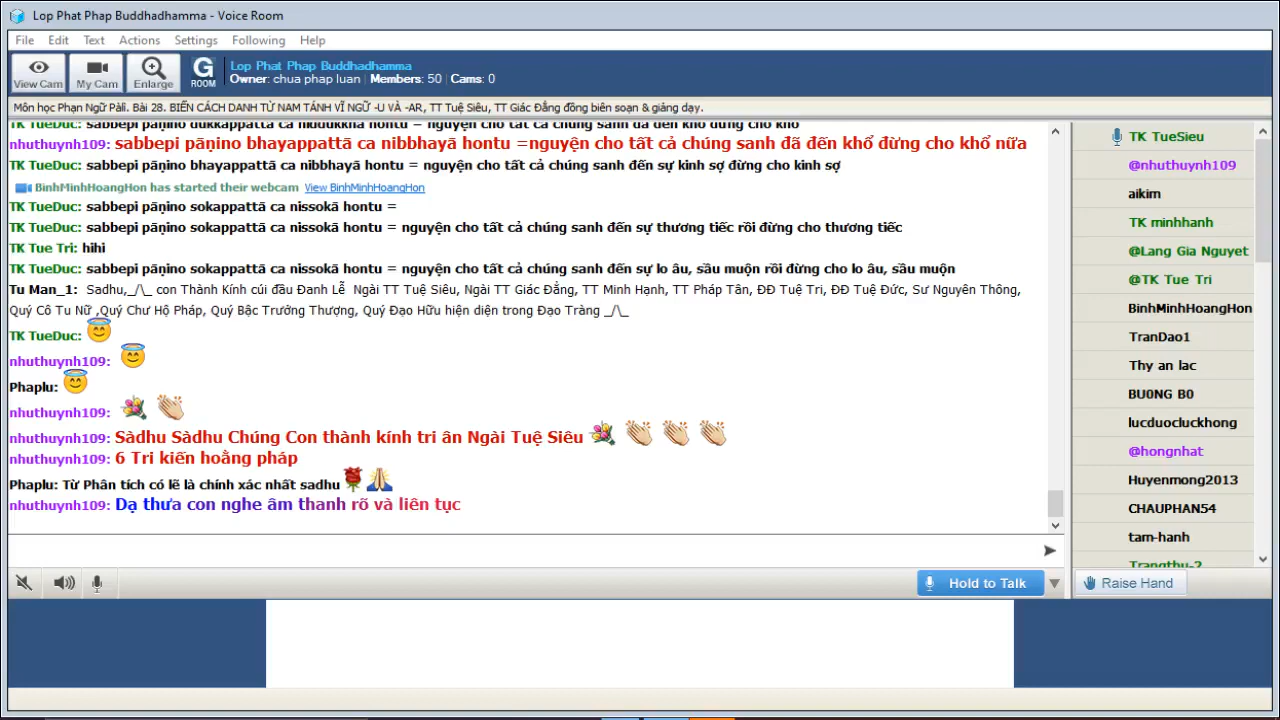 Lop Phat Phap Buddhadhamma - Voice Room
File Edit Text Actions Settings Following Help
View Cam My Cam Enlarge G ROOM
Lop Phat Phap Buddhadhamma
Owner: chua phap luan | Members: 50 | Cams: 0
Môn học Phạn Ngữ Pàli. Bài 28. BIẾN CÁCH DANH TỪ NAM TÁNH VĨ NGỮ -U VÀ -AR, TT Tuệ Siêu, TT Giác Đẳng đồng biên soạn & giảng dạy.
TK TueDuc: sabbepi pāṇino dukkappattā ca niddukkha hontu = nguyện cho tất cả chúng sanh đã đến khổ đừng cho khổ
nhuthuynh109: sabbepi pāṇino bhayappattā ca nibbhayā hontu =nguyện cho tất cả chúng sanh đã đến khổ đừng cho khổ nữa
TK TueDuc: sabbepi pāṇino bhayappattā ca nibbhayā hontu = nguyện cho tất cả chúng sanh đến sự kinh sợ đừng cho kinh sợ
BinhMinhHoangHon has started their webcam View BinhMinhHoangHon
TK TueDuc: sabbepi pāṇino sokappattā ca nissokā hontu =
TK TueDuc: sabbepi pāṇino sokappattā ca nissokā hontu = nguyện cho tất cả chúng sanh đến sự thương tiếc rồi đừng cho thương tiếc
TK Tue Tri: hihi
TK TueDuc: sabbepi pāṇino sokappattā ca nissokā hontu = nguyện cho tất cả chúng sanh đến sự lo âu, sầu muộn rồi đừng cho lo âu, sầu muộn
Tu Man_1: Sadhu,_/\_ con Thành Kính cúi đầu Đanh Lễ Ngài TT Tuệ Siêu, Ngài TT Giác Đẳng, TT Minh Hạnh, TT Pháp Tân, ĐĐ Tuệ Tri, ĐĐ Tuệ Đức, Sư Nguyên Thông,
Quý Cô Tu Nữ ,Quý Chư Hộ Pháp, Quý Bậc Trưởng Thượng, Quý Đạo Hữu hiện diện trong Đạo Tràng _/\_
TK TueDuc: 😇
nhuthuynh109: 😇
Phaplu: 😇
nhuthuynh109: 💐 👏
nhuthuynh109: Sàdhu Sàdhu Chúng Con thành kính tri ân Ngài Tuệ Siêu 💐 👏 👏 👏
nhuthuynh109: 6 Tri kiến hoằng pháp
Phaplu: Từ Phân tích có lẽ là chính xác nhất sadhu 🌹 🙏
nhuthuynh109: Dạ thưa con nghe âm thanh rõ và liên tục
Hold to Talk
TK TueSieu
@nhuthuynh109
aikim
TK minhhanh
@Lang Gia Nguyet
@TK Tue Tri
BinhMinhHoangHon
TranDao1
Thy an lac
BU0NG B0
lucduocluckhong
@hongnhat
Huyenmong2013
CHAUPHAN54
tam-hanh
Trangthu-2
Raise Hand